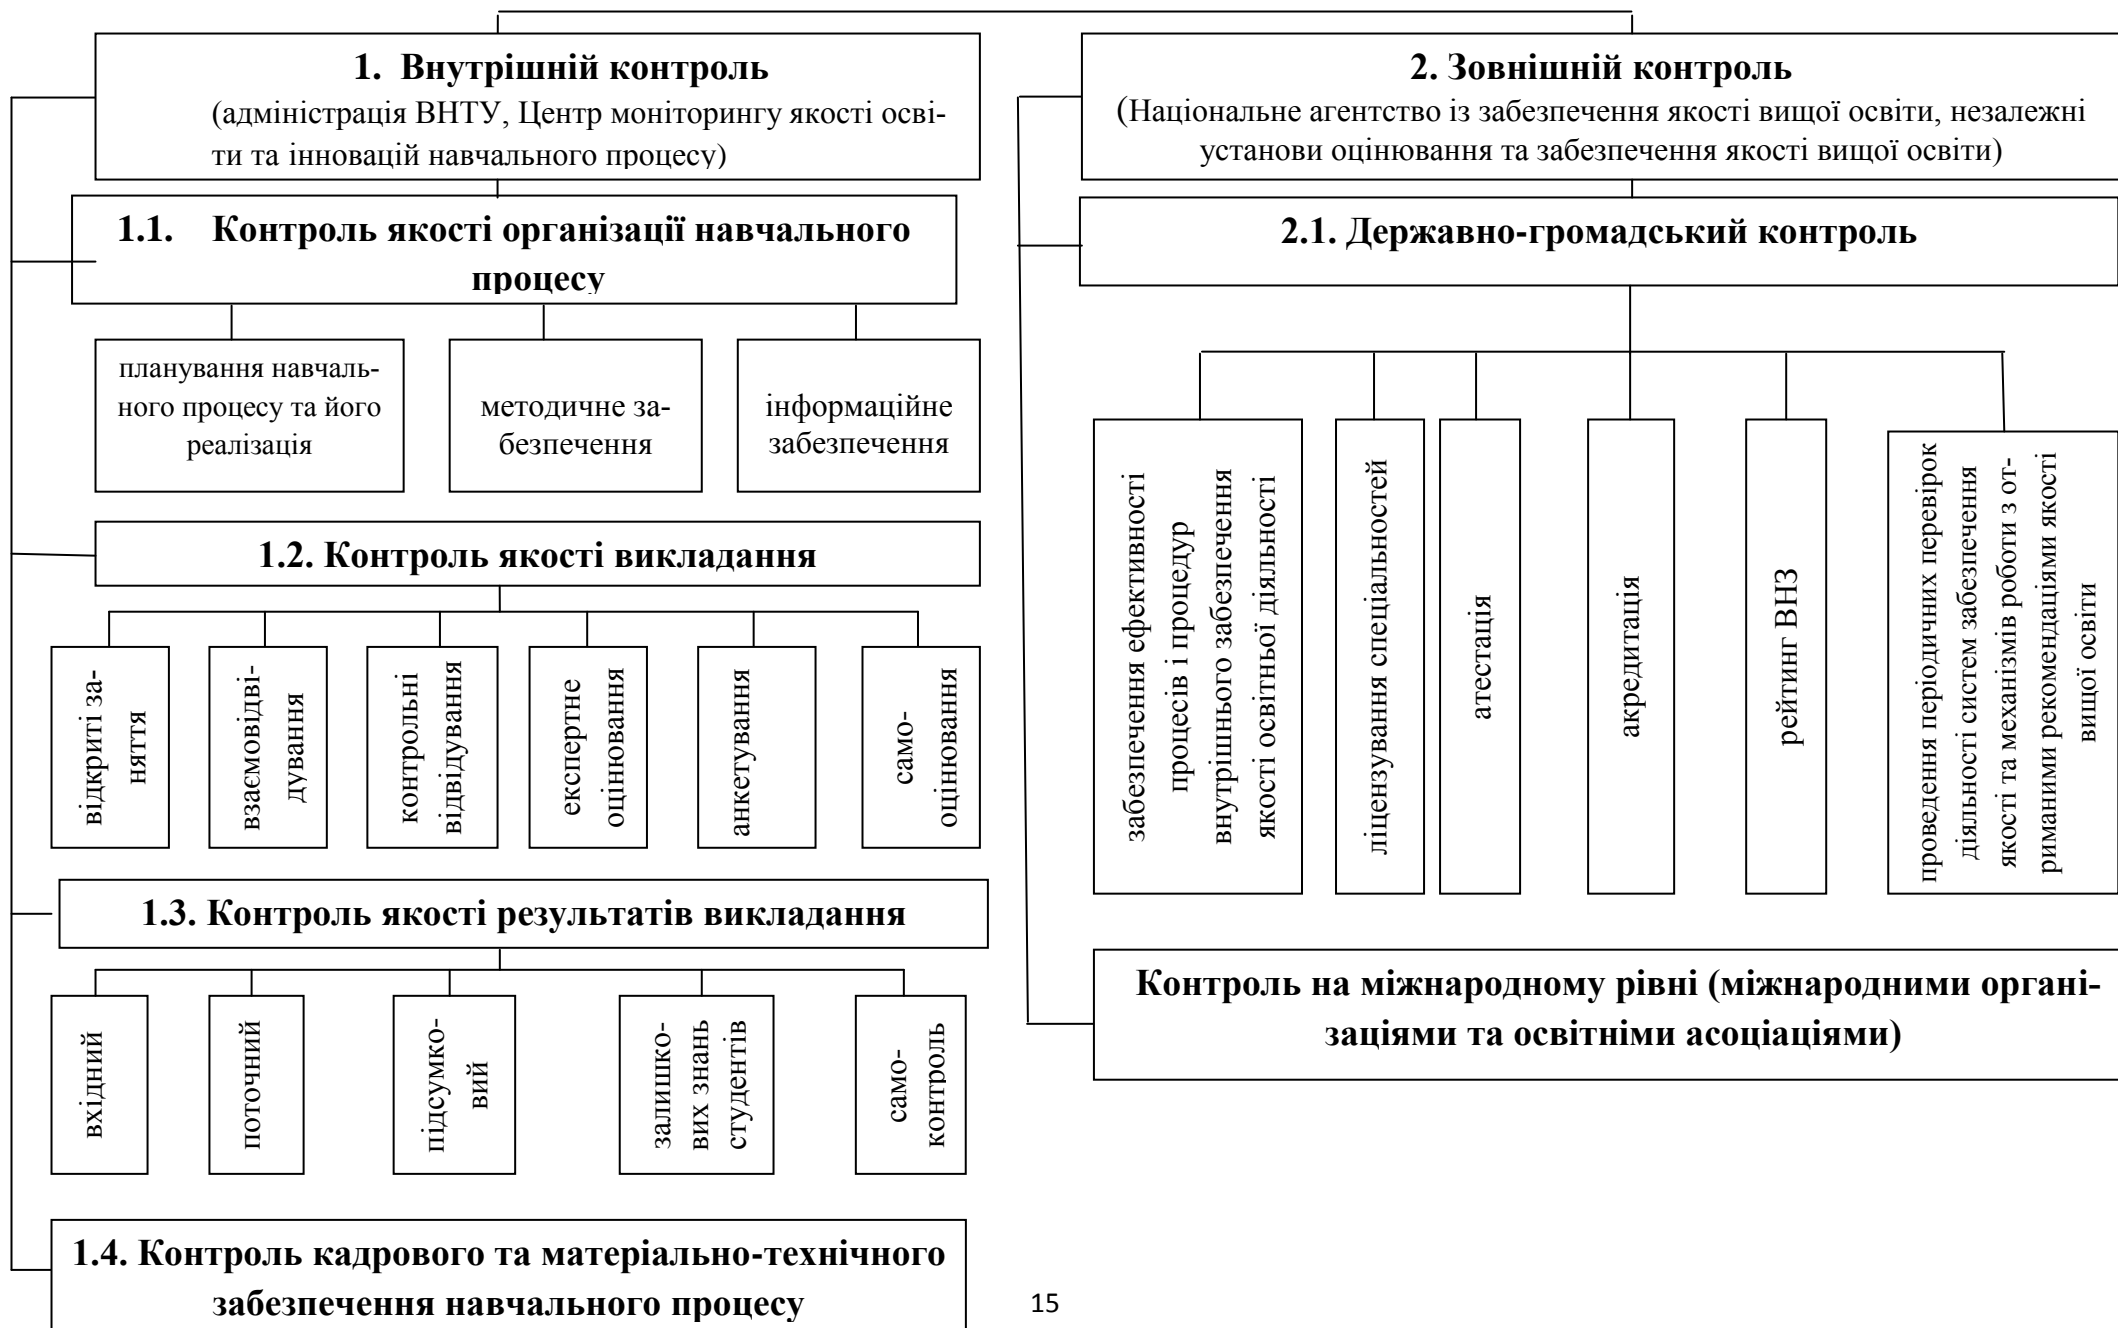 1. Внутрішній контроль
(адміністрація ВНТУ, Центр моніторингу якості осві-
ти та інновацій навчального процесу)
1.1. Контроль якості організації навчального
процесу
планування навчаль-
ного процесу та його
реалізація
методичне за-
безпечення
інформаційне
забезпечення
1.2. Контроль якості викладання
відкриті за-
няття
взаємовідві-
дування
контрольні
відвідування
експертне
оцінювання
анкетування
само-
оцінювання
1.3. Контроль якості результатів викладання
вхідний
поточний
підсумко-
вий
залишко-
вих знань
студентів
само-
контроль
1.4. Контроль кадрового та матеріально-технічного
забезпечення навчального процесу
2. Зовнішній контроль
(Національне агентство із забезпечення якості вищої освіти, незалежні
установи оцінювання та забезпечення якості вищої освіти)
2.1. Державно-громадський контроль
забезпечення ефективності
процесів і процедур
внутрішнього забезпечення
якості освітньої діяльності
ліцензування спеціальностей
атестація
акредитація
рейтинг ВНЗ
проведення періодичних перевірок
діяльності систем забезпечення
якості та механізмів роботи з от-
риманими рекомендаціями якості
вищої освіти
Контроль на міжнародному рівні (міжнародними органі-
заціями та освітніми асоціаціями)
15